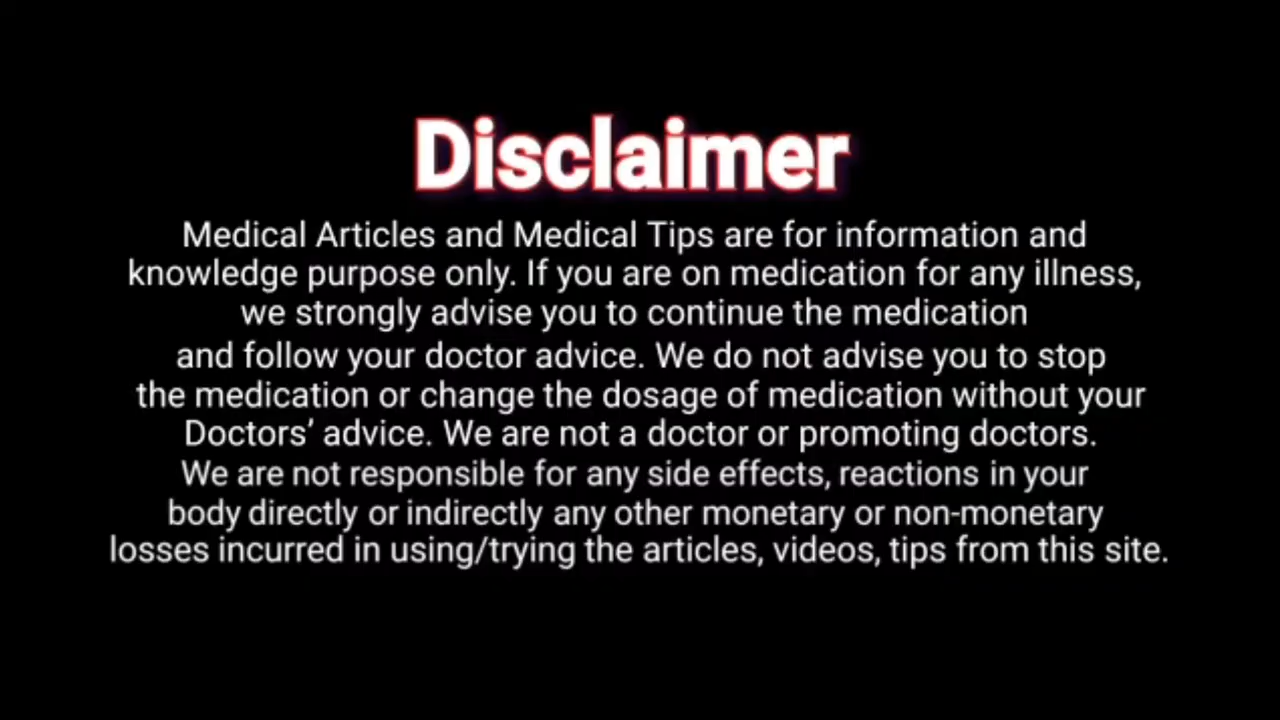 Disclaimer
Medical Articles and Medical Tips are for information and
knowledge purpose only. If you are on medication for any illness,
we strongly advise you to continue the medication
and follow your doctor advice. We do not advise you to stop
the medication or change the dosage of medication without your
Doctors’ advice. We are not a doctor or promoting doctors.
We are not responsible for any side effects, reactions in your
body directly or indirectly any other monetary or non-monetary
losses incurred in using/trying the articles, videos, tips from this site.